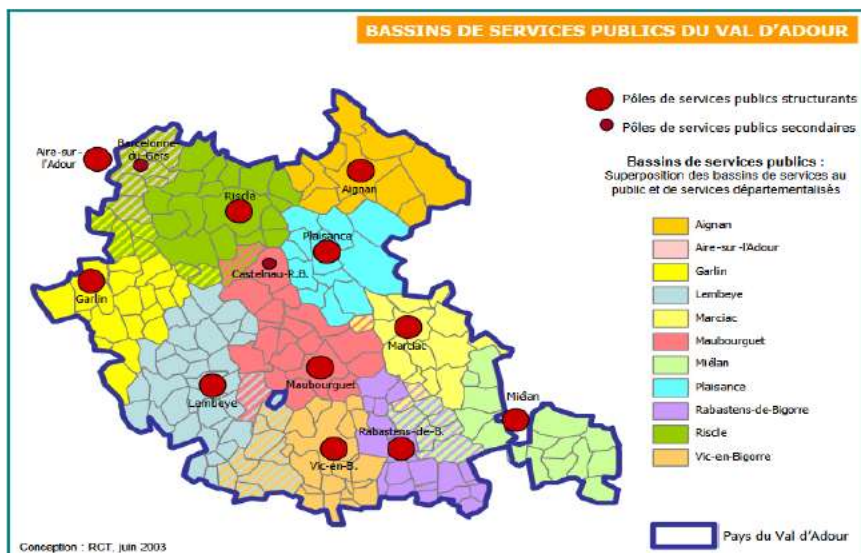 BASSINS DE SERVICES PUBLICS DU VAL D'ADOUR
Pôles de services publics structurants
Pôles de services publics secondaires
Bassins de services publics :
Superposition des bassins de services au
public et de services départementalisés
Aignan
Aire-sur-l'Adour
Garlin
Lembeye
Marciac
Maubourguet
Miélan
Plaisance
Rabastens-de-Bigorre
Riscle
Vic-en-Bigorre
Pays du Val d'Adour
Aire-sur-
l'Adour
Barcelonne-
du-Gers
Aignan
Riscle
Plaisance
Castelnau-R.B.
Garlin
Marciac
Maubourguet
Lembeye
Miélan
Rabastens-de-B.
Vic-en-B.
Conception : RCT, juin 2003